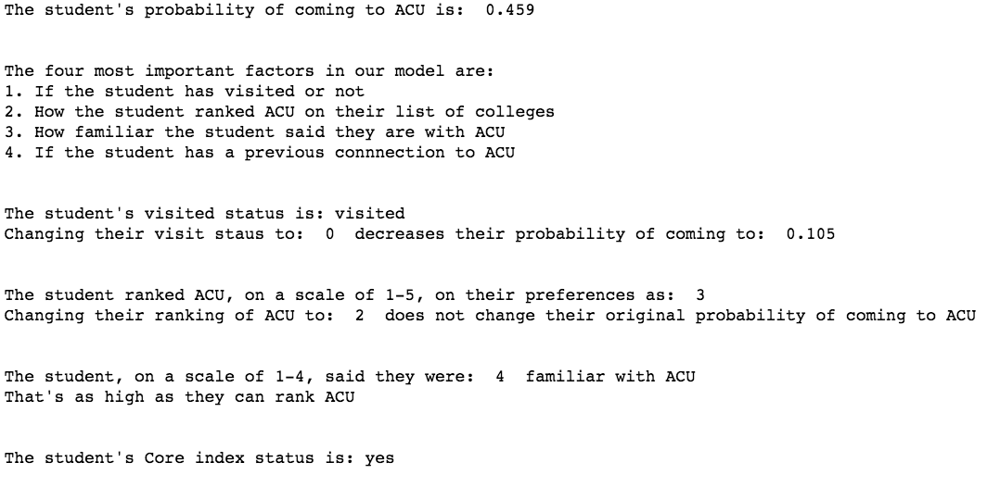 The student's probability of coming to ACU is:  0.459
The four most important factors in our model are:
1. If the student has visited or not
2. How the student ranked ACU on their list of colleges
3. How familiar the student said they are with ACU
4. If the student has a previous connnection to ACU
The student's visited status is: visited
Changing their visit staus to:  0  decreases their probability of coming to:  0.105
The student ranked ACU, on a scale of 1-5, on their preferences as:  3
Changing their ranking of ACU to:  2  does not change their original probability of coming to ACU
The student, on a scale of 1-4, said they were:  4  familiar with ACU
That's as high as they can rank ACU
The student's Core index status is: yes